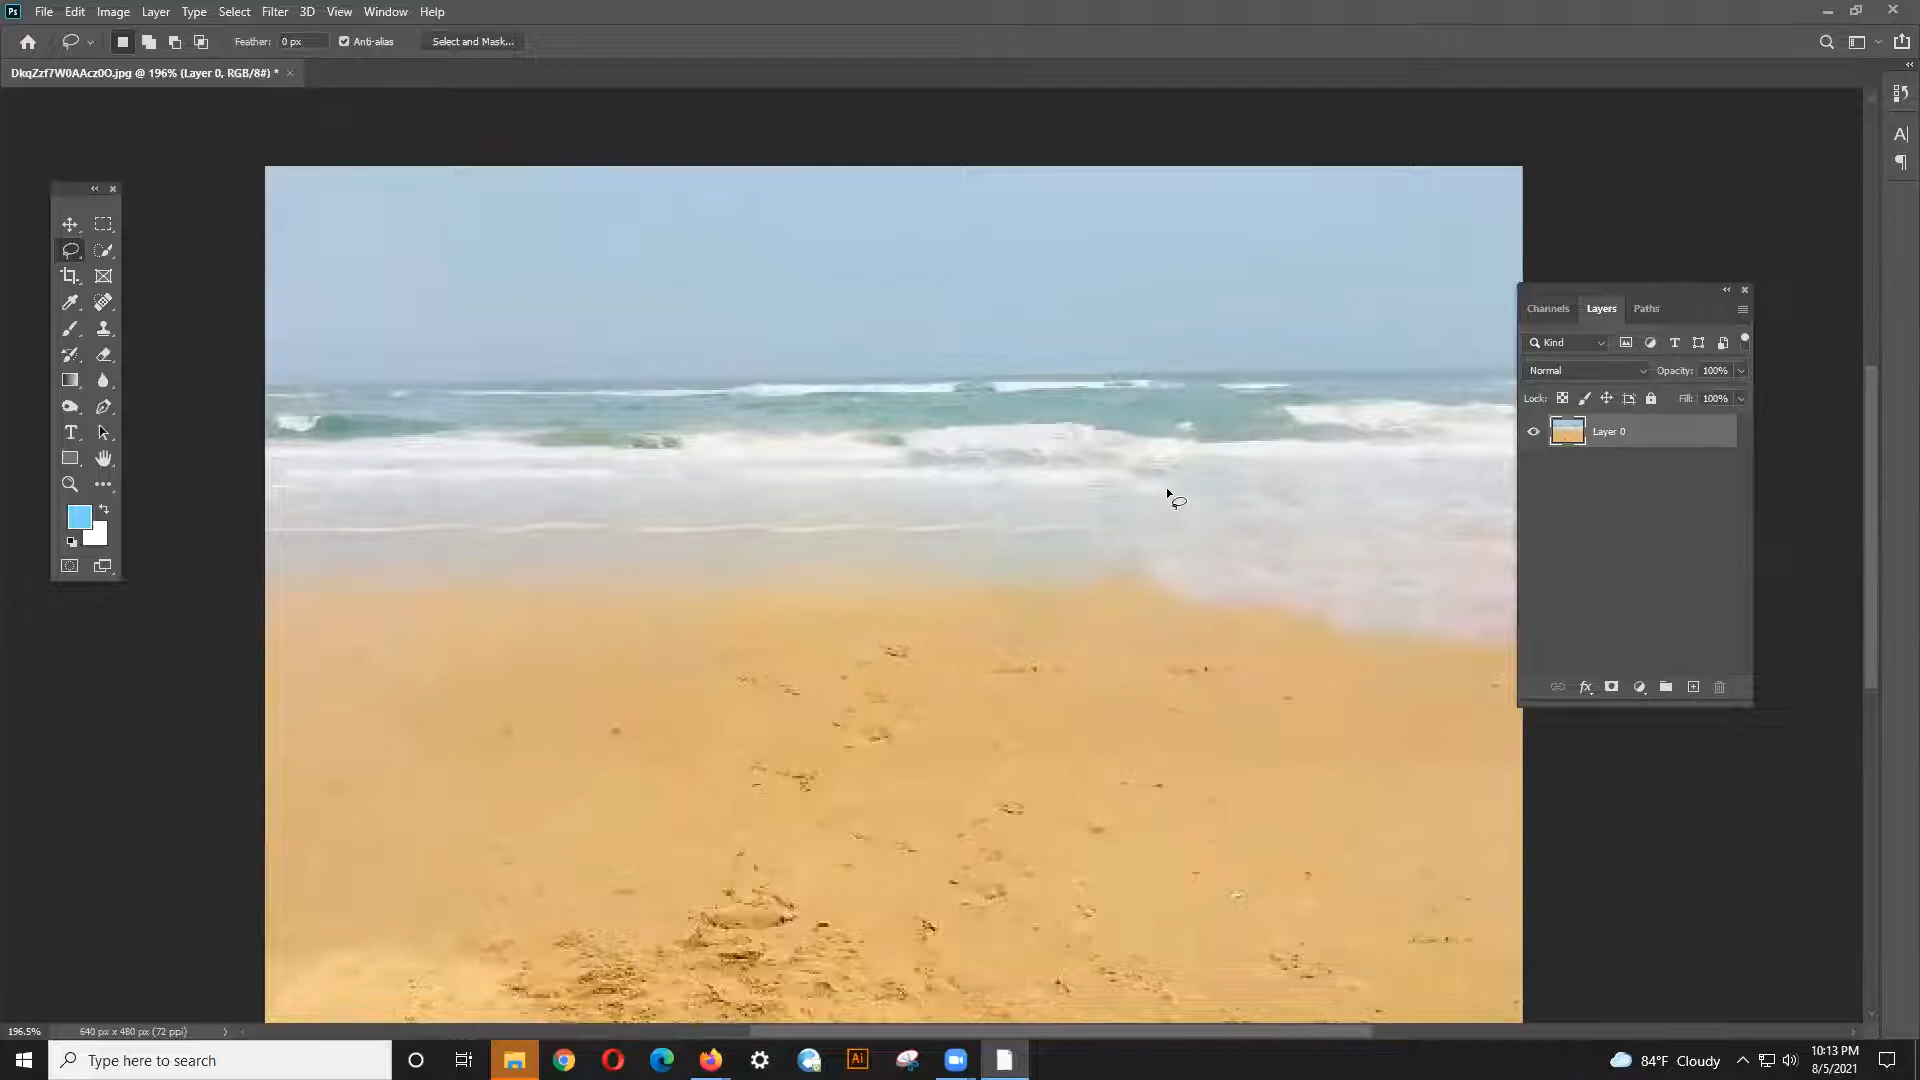 Ps File Edit Image Layer Type Select Filter 3D View Window Help
Feather: 0 px Anti-alias Select and Mask...
DkqZzf7W0AAcz0O.jpg @ 196% (Layer 0, RGB/8#) * ×
Channels Layers Paths
Kind
Normal Opacity: 100%
Lock: Fill: 100%
Layer 0
fx
196.5% 640 px x 480 px (72 ppi)
Type here to search
Ai
84°F Cloudy
10:13 PM
8/5/2021